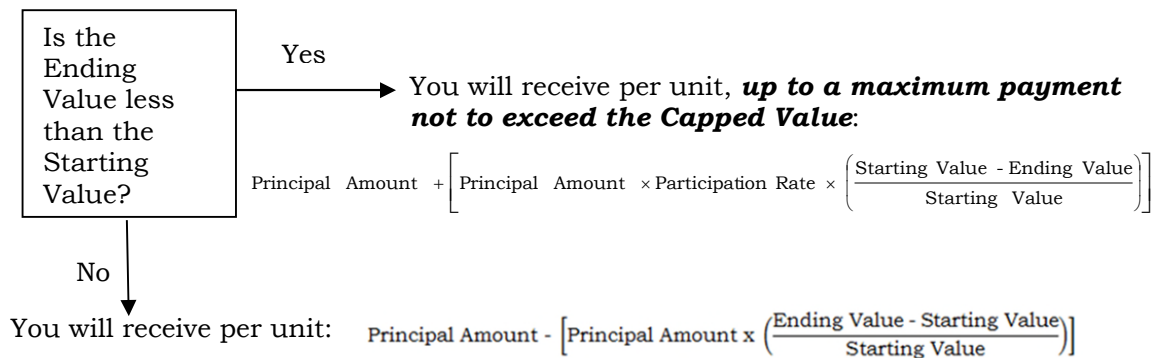 Is the
Ending
Value less
than the
Starting
Value?
Yes
You will receive per unit, up to a maximum payment
not to exceed the Capped Value:
Principal Amount + [Principal Amount × Participation Rate × (Starting Value - Ending Value / Starting Value)]
No
You will receive per unit: Principal Amount - [Principal Amount x (Ending Value - Starting Value / Starting Value)]